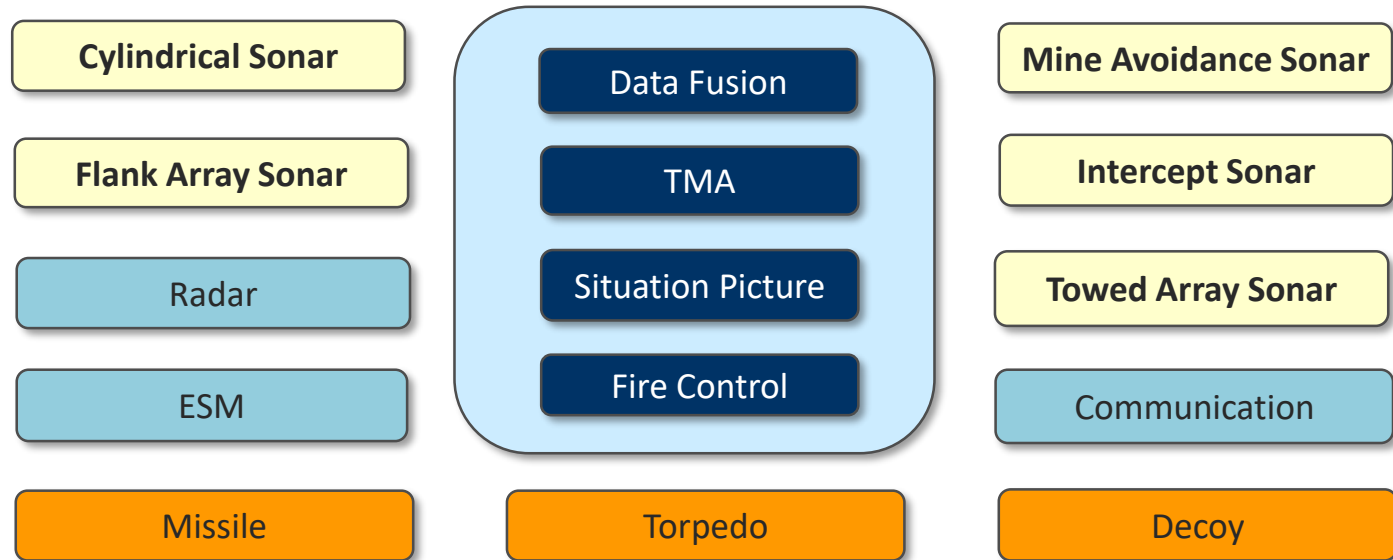 Cylindrical Sonar
Flank Array Sonar
Radar
ESM
Missile
Data Fusion
TMA
Situation Picture
Fire Control
Torpedo
Mine Avoidance Sonar
Intercept Sonar
Towed Array Sonar
Communication
Decoy